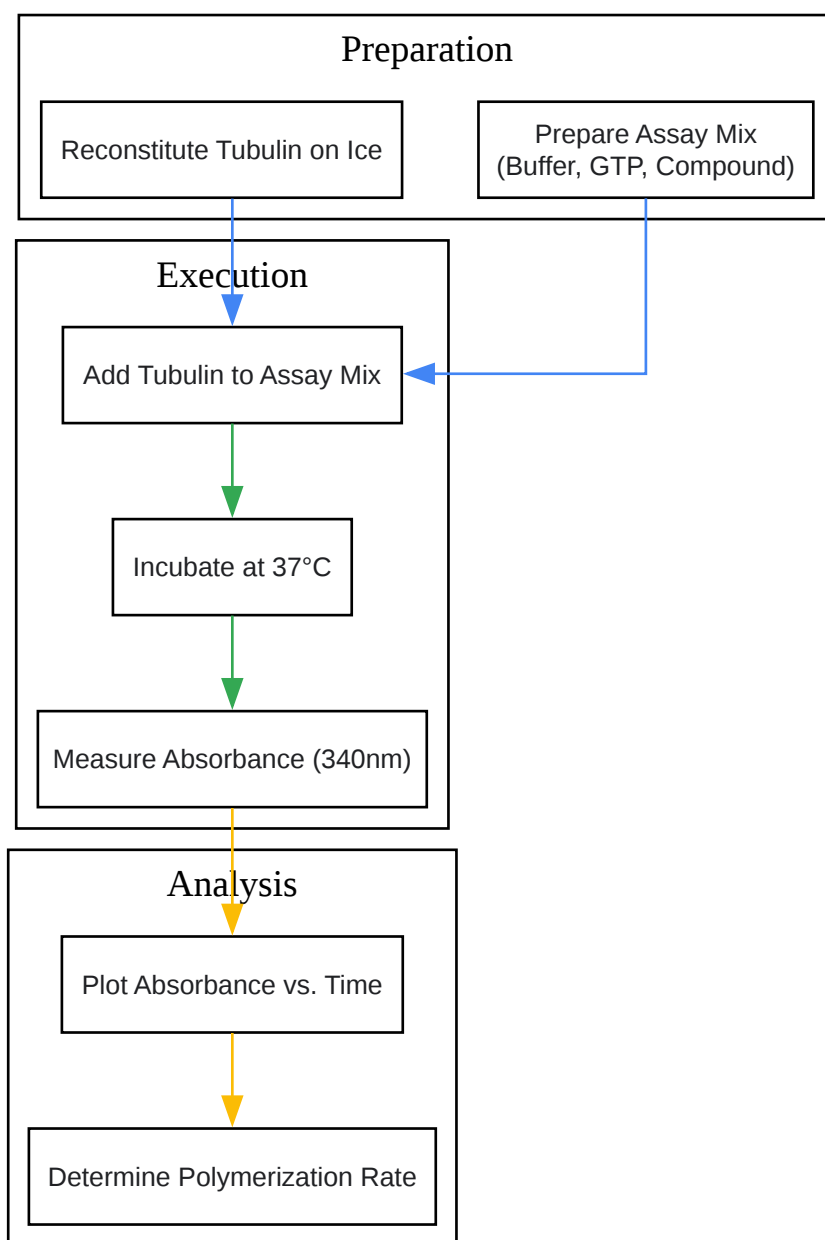 Preparation
Reconstitute Tubulin on Ice
Prepare Assay Mix
(Buffer, GTP, Compound)
Execution
Add Tubulin to Assay Mix
Incubate at 37°C
Measure Absorbance (340nm)
Analysis
Plot Absorbance vs. Time
Determine Polymerization Rate